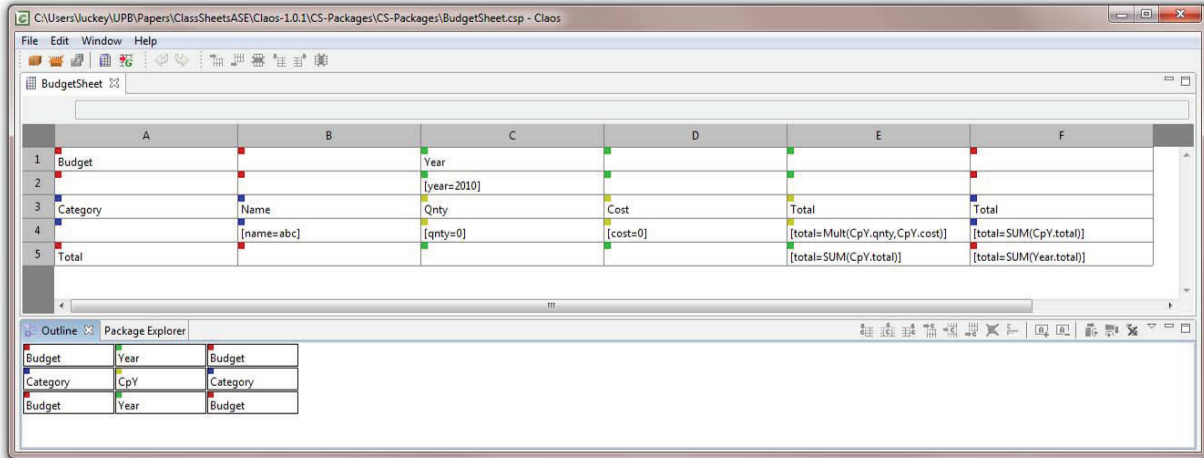 C:\Users\luckey\UPB\Papers\ClassSheetsASE\Claos-1.0.1\CS-Packages\CS-Packages\BudgetSheet.csp - Claos
File Edit Window Help
BudgetSheet
A B C D E F
1 Budget Year
2 [year=2010]
3 Category Name Qnty Cost Total Total
4 [name=abc] [qnty=0] [cost=0] [total=Mult(CpY.qnty,CpY.cost)] [total=SUM(CpY.total)]
5 Total [total=SUM(CpY.total)] [total=SUM(Year.total)]
Outline Package Explorer
Budget Year Budget
Category CpY Category
Budget Year Budget